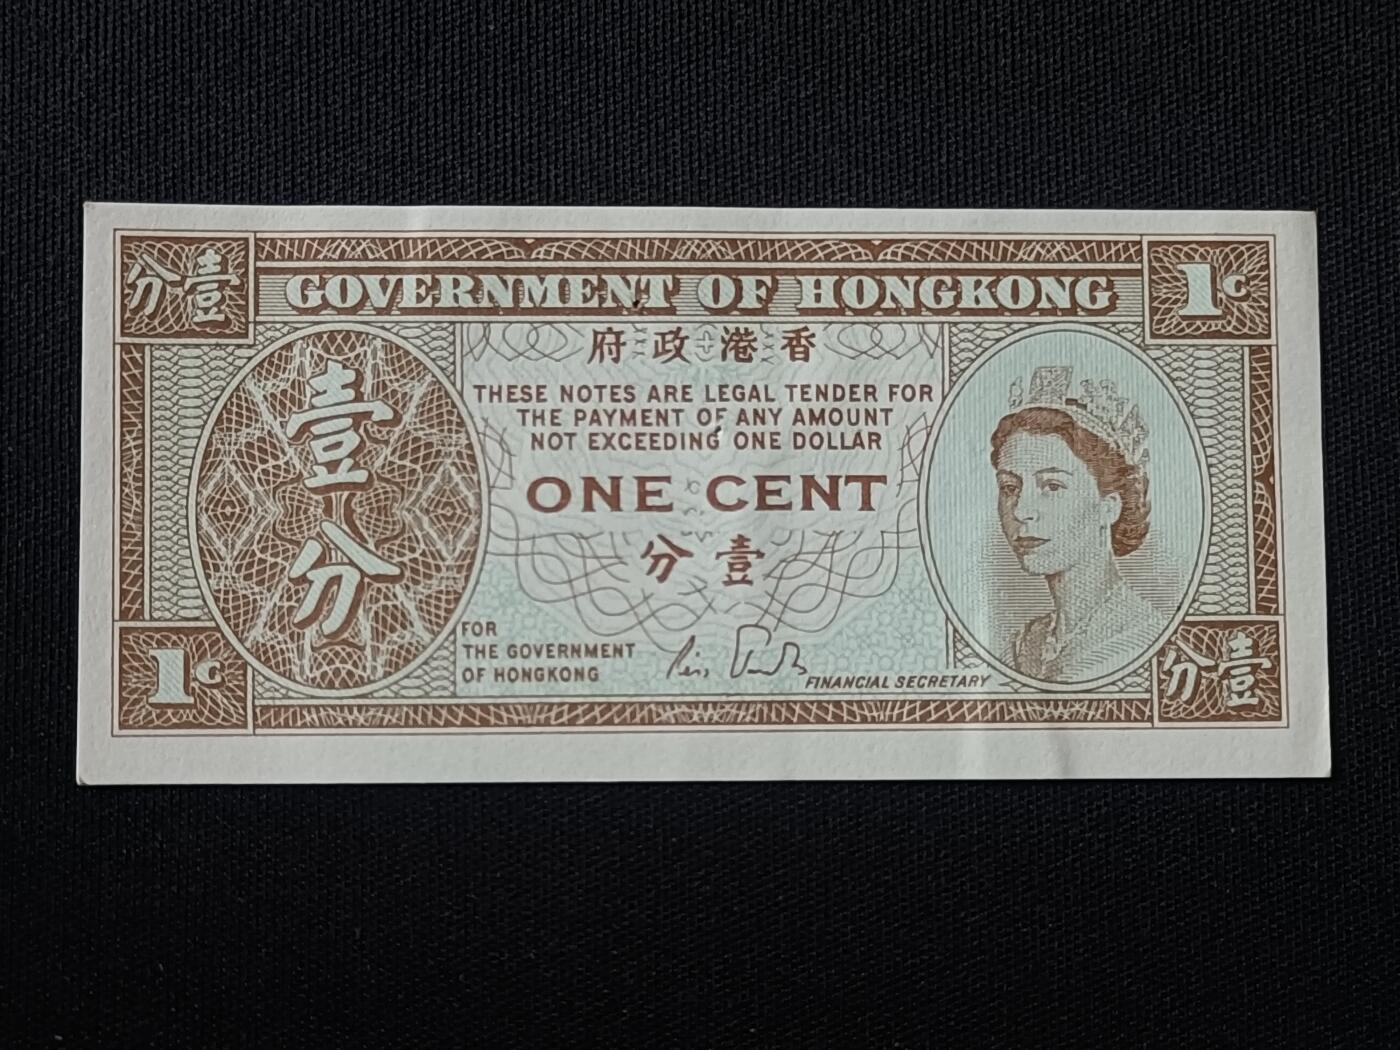 分壹
GOVERNMENT OF HONGKONG
1C
府政港香
THESE NOTES ARE LEGAL TENDER FOR
THE PAYMENT OF ANY AMOUNT
NOT EXCEEDING ONE DOLLAR
壹分
ONE CENT
分壹
FOR
THE GOVERNMENT
OF HONGKONG
FINANCIAL SECRETARY
1C
分壹